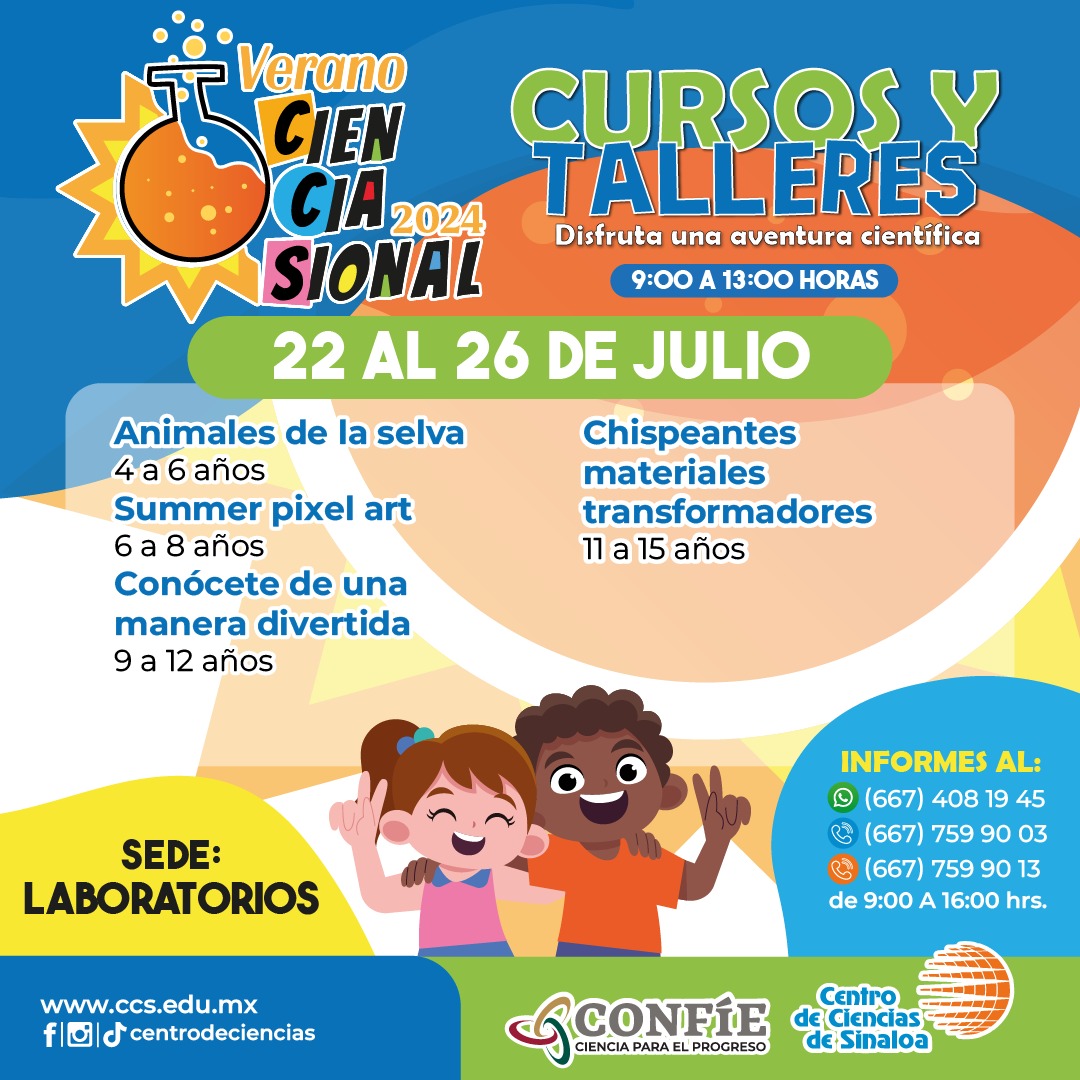 Verano
CIEN
CIA
SIONAL
2024
CURSOS Y
TALLERES
Disfruta una aventura científica
9:00 A 13:00 HORAS
22 AL 26 DE JULIO
Animales de la selva
4 a 6 años
Summer pixel art
6 a 8 años
Conócete de una
manera divertida
9 a 12 años
Chispeantes
materiales
transformadores
11 a 15 años
INFORMES AL:
(667) 408 19 45
(667) 759 90 03
(667) 759 90 13
de 9:00 A 16:00 hrs.
SEDE:
LABORATORIOS
www.ccs.edu.mx
centrodeciencias
CONFÍE
CIENCIA PARA EL PROGRESO
Centro
de Ciencias
de Sinaloa